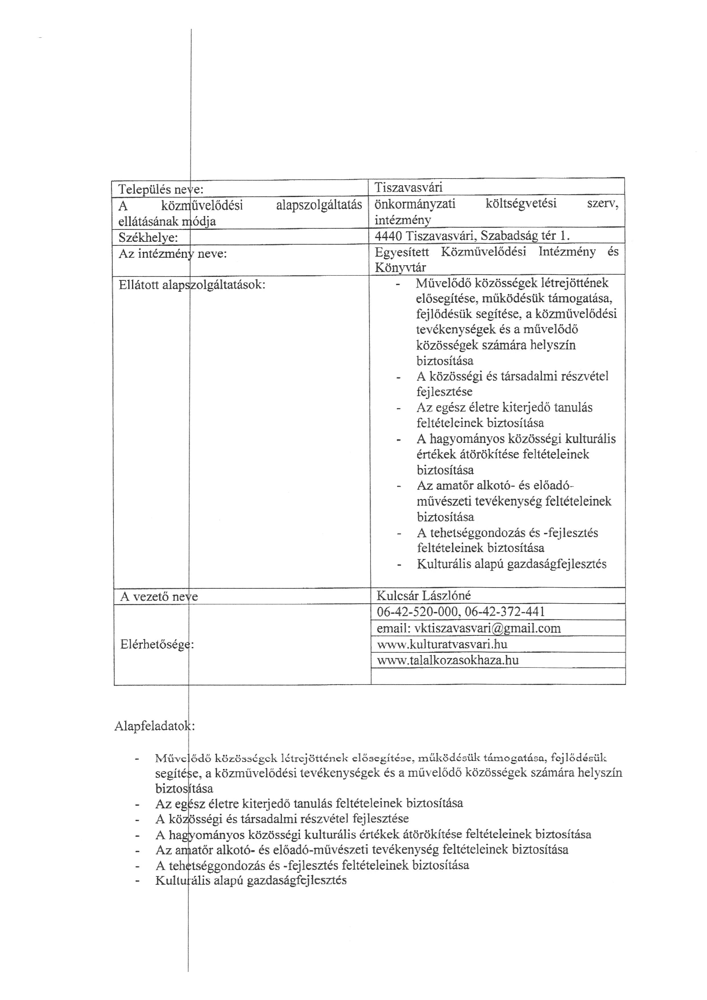 Település neve:
Tiszavasvári
A közművelődési alapszolgáltatás
ellátásának módja
önkormányzati költségvetési szerv,
intézmény
Székhelye:
4440 Tiszavasvári, Szabadság tér 1.
Az intézmény neve:
Egyesített Közművelődési Intézmény és
Könyvtár
Ellátott alapszolgáltatások:
- Művelődő közösségek létrejöttének
elősegítése, működésük támogatása,
fejlődésük segítése, a közművelődési
tevékenységek és a művelődő
közösségek számára helyszín
biztosítása
- A közösségi és társadalmi részvétel
fejlesztése
- Az egész életre kiterjedő tanulás
feltételeinek biztosítása
- A hagyományos közösségi kulturális
értékek átörökítése feltételeinek
biztosítása
- Az amatőr alkotó- és előadó-
művészeti tevékenység feltételeinek
biztosítása
- A tehetséggondozás és -fejlesztés
feltételeinek biztosítása
- Kulturális alapú gazdaságfejlesztés
A vezető neve
Kulcsár Lászlóné
Elérhetősége:
06-42-520-000, 06-42-372-441
email: vktiszavasvari@gmail.com
www.kulturatvasvari.hu
www.talalkozasokhaza.hu
Alapfeladatok:
- Művelődő közösségek létrejöttének elősegítése, működésük támogatása, fejlődésük
segítése, a közművelődési tevékenységek és a művelődő közösségek számára helyszín
biztosítása
- Az egész életre kiterjedő tanulás feltételeinek biztosítása
- A közösségi és társadalmi részvétel fejlesztése
- A hagyományos közösségi kulturális értékek átörökítése feltételeinek biztosítása
- Az amatőr alkotó- és előadó-művészeti tevékenység feltételeinek biztosítása
- A tehetséggondozás és -fejlesztés feltételeinek biztosítása
- Kulturális alapú gazdaságfejlesztés